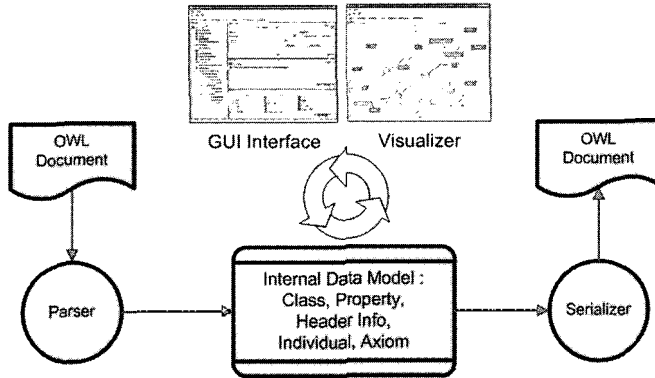 GUI Interface
Visualizer
OWL
Document
OWL
Document
Parser
Internal Data Model :
Class, Property,
Header Info,
Individual, Axiom
Serializer